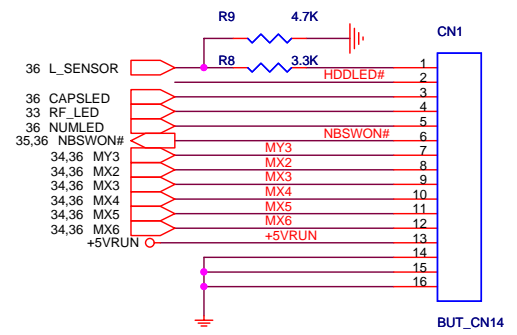 R9 4.7K
CN1
36 L_SENSOR R8 3.3K 1
HDDLED# 2
36 CAPSLED 3
33 RF_LED 4
36 NUMLED 5
35,36 NBSWON# NBSWON# 6
34,36 MY3 MY3 7
34,36 MX2 MX2 8
34,36 MX3 MX3 9
34,36 MX4 MX4 10
34,36 MX5 MX5 11
34,36 MX6 MX6 12
+5VRUN +5VRUN 13
14
15
16
BUT_CN14